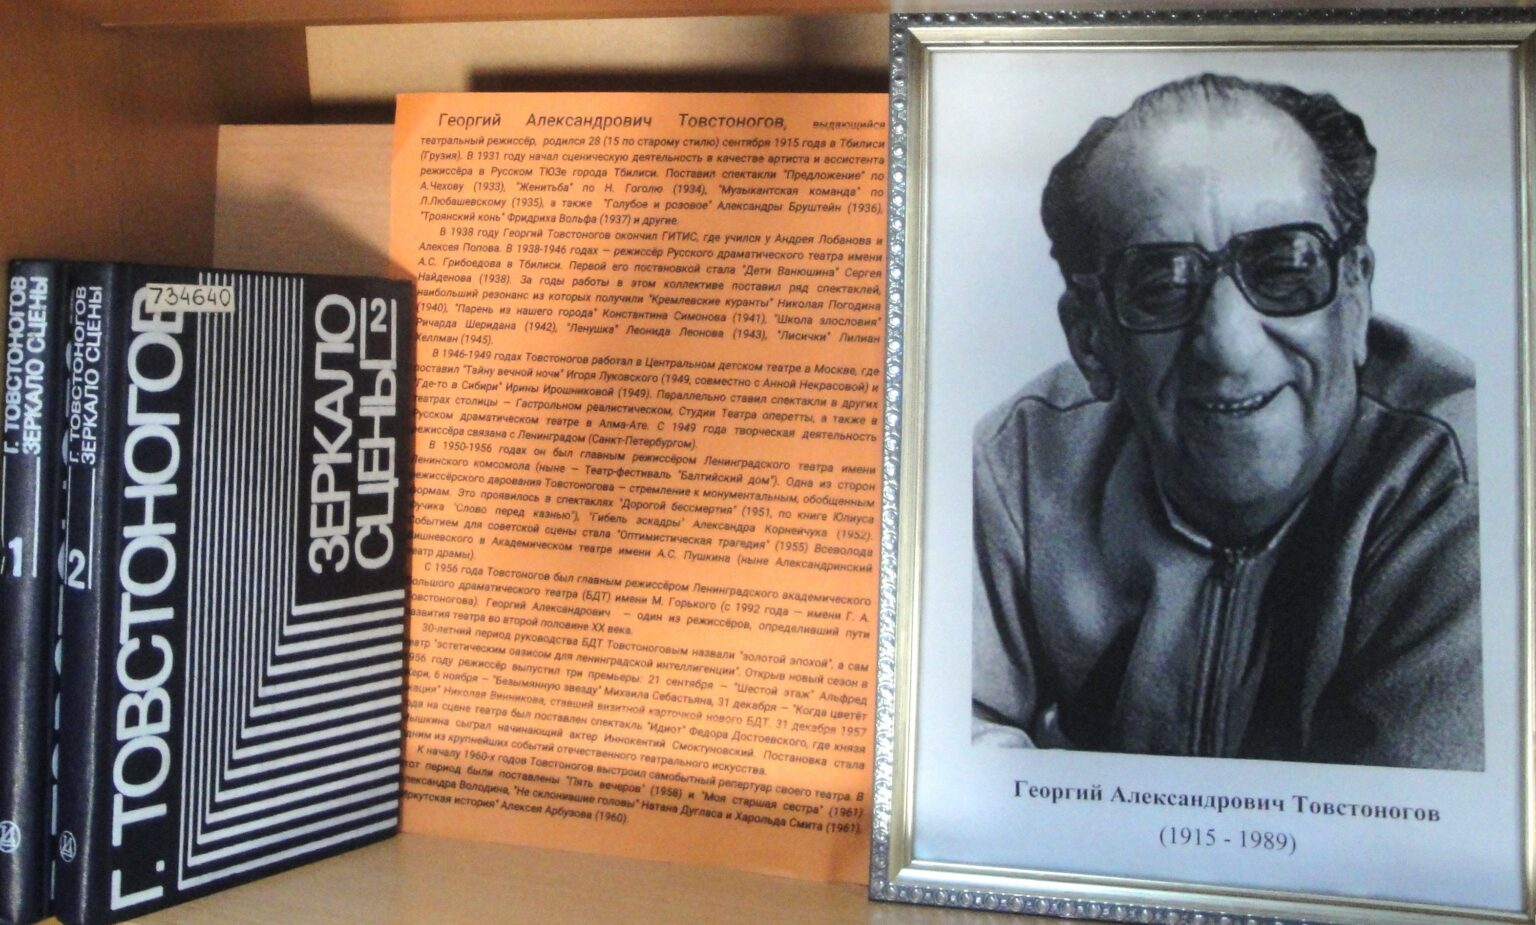 Г. ТОВСТОНОГОВ
ЗЕРКАЛО СЦЕНЫ
1
Г. ТОВСТОНОГОВ
ЗЕРКАЛО СЦЕНЫ
2
Г. ТОВСТОНОГОВ
734640
ЗЕРКАЛО
СЦЕНЫ 2
Георгий Александрович Товстоногов, выдающийся
театральный режиссёр, родился 28 (15 по старому стилю) сентября 1915 года в Тбилиси
(Грузия). В 1931 году начал сценическую деятельность в качестве артиста и ассистента
режиссёра в Русском ТЮЗе города Тбилиси. Поставил спектакли "Предложение" по
А.Чехову (1933), "Женитьба" по Н. Гоголю (1934), "Музыкантская команда" по
Л.Любашевскому (1935), а также "Голубое и розовое" Александры Бруштейн (1936),
"Троянский конь" Фридриха Вольфа (1937) и другие.
В 1938 году Георгий Товстоногов окончил ГИТИС, где учился у Андрея Лобанова и
Алексея Попова. В 1938-1946 годах — режиссёр Русского драматического театра имени
А.С. Грибоедова в Тбилиси. Первой его постановкой стала "Дети Ванюшина" Сергея
Найденова (1938). За годы работы в этом коллективе поставил ряд спектаклей,
наибольший резонанс из которых получили "Кремлевские куранты" Николая Погодина
(1940), "Парень из нашего города" Константина Симонова (1941), "Школа злословия"
Ричарда Шеридана (1942), "Ленушка" Леонида Леонова (1943), "Лисички" Лилиан
Хеллман (1945).
В 1946-1949 годах Товстоногов работал в Центральном детском театре в Москве, где
поставил "Тайну вечной ночи" Игоря Луковского (1949, совместно с Анной Некрасовой) и
"Где-то в Сибири" Ирины Ирошниковой (1949). Параллельно ставил спектакли в других
театрах столицы — Гастрольном реалистическом, Студии Театра оперетты, а также в
Русском драматическом театре в Алма-Ате. С 1949 года творческая деятельность
режиссёра связана с Ленинградом (Санкт-Петербургом).
В 1950-1956 годах он был главным режиссёром Ленинградского театра имени
Ленинского комсомола (ныне — Театр-фестиваль "Балтийский дом"). Одна из сторон
режиссёрского дарования Товстоногова — стремление к монументальным, обобщенным
формам. Это проявилось в спектаклях "Дорогой бессмертия" (1951, по книге Юлиуса
Фучика "Слово перед казнью"), "Гибель эскадры" Александра Корнейчука (1952).
Событием для советской сцены стала "Оптимистическая трагедия" (1955) Всеволода
Вишневского в Академическом театре имени А.С. Пушкина (ныне Александринский
театр драмы).
С 1956 года Товстоногов был главным режиссёром Ленинградского академического
Большого драматического театра (БДТ) имени М. Горького (с 1992 года — имени Г. А.
Товстоногова). Георгий Александрович — один из режиссёров, определивший пути
развития театра во второй половине XX века.
30-летний период руководства БДТ Товстоноговым назвали "золотой эпохой", а сам
театр "эстетическим оазисом для ленинградской интеллигенции". Открыв новый сезон в
1956 году режиссёр выпустил три премьеры: 21 сентября — "Шестой этаж" Альфред
Жери, 6 ноября — "Безымянную звезду" Михаила Себастьяна, 31 декабря — "Когда цветёт
акация" Николая Винникова, ставший визитной карточкой нового БДТ. 31 декабря 1957
года на сцене театра был поставлен спектакль "Идиот" Федора Достоевского, где князя
Мышкина сыграл начинающий актер Иннокентий Смоктуновский. Постановка стала
одним из крупнейших событий отечественного театрального искусства.
К началу 1960-х годов Товстоногов выстроил самобытный репертуар своего театра. В
этот период были поставлены "Пять вечеров" (1958) и "Моя старшая сестра" (1961)
Александра Володина, "Не склонившие головы" Натана Дугласа и Харольда Смита (1961),
"Иркутская история" Алексея Арбузова (1960).
Георгий Александрович Товстоногов
(1915 - 1989)